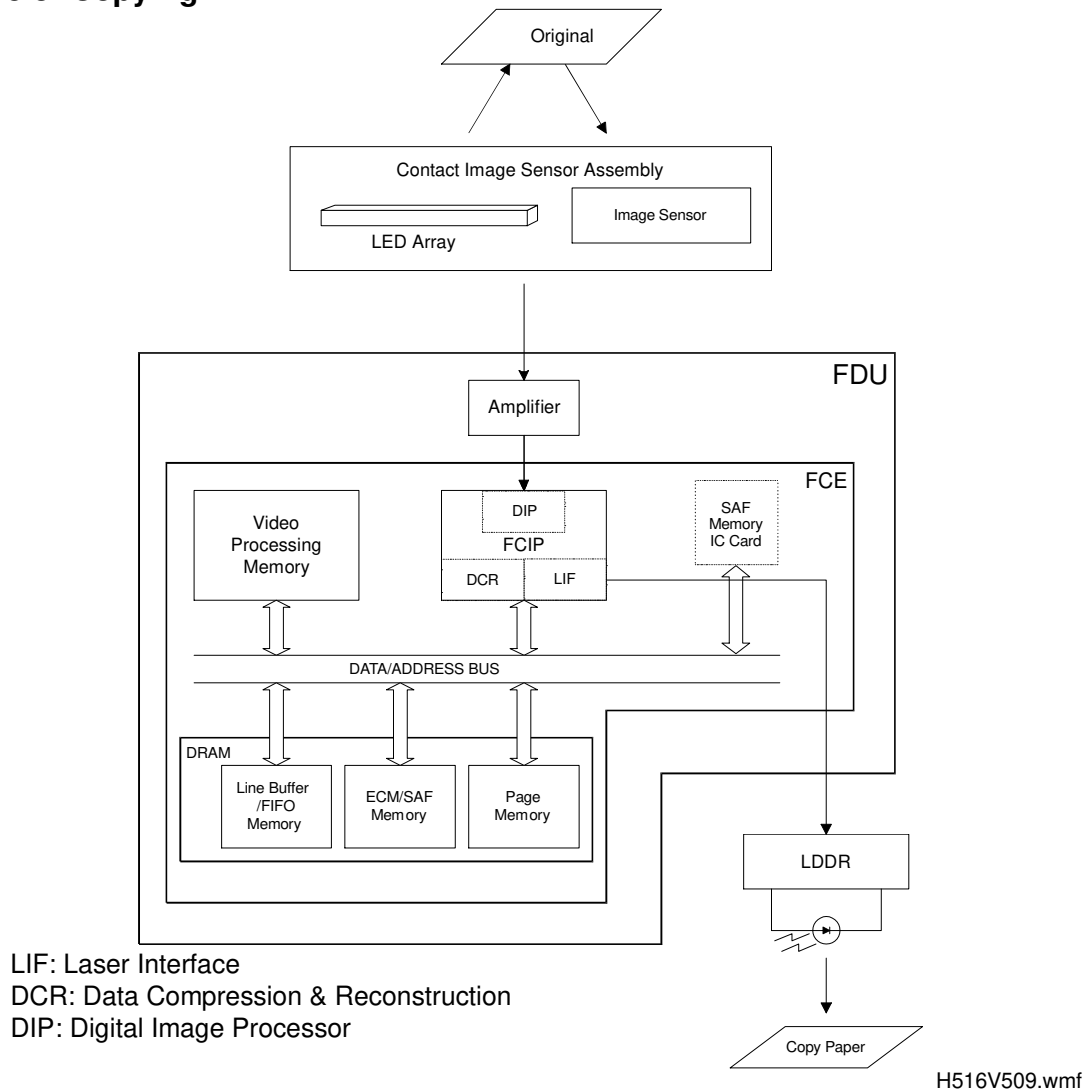 Original
Contact Image Sensor Assembly
Image Sensor
LED Array
FDU
Amplifier
FCE
Video
Processing
Memory
DIP
FCIP
DCR
LIF
SAF
Memory
IC Card
DATA/ADDRESS BUS
DRAM
Line Buffer
/FIFO
Memory
ECM/SAF
Memory
Page
Memory
LDDR
LIF: Laser Interface
DCR: Data Compression & Reconstruction
DIP: Digital Image Processor
Copy Paper
H516V509.wmf